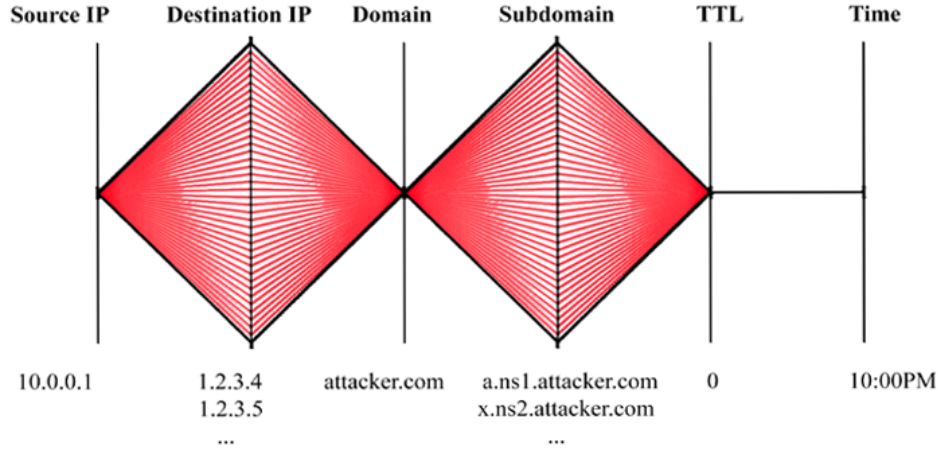 Source IP Destination IP Domain Subdomain TTL Time
10.0.0.1 1.2.3.4 attacker.com a.ns1.attacker.com 0 10:00PM
1.2.3.5 x.ns2.attacker.com
... ...